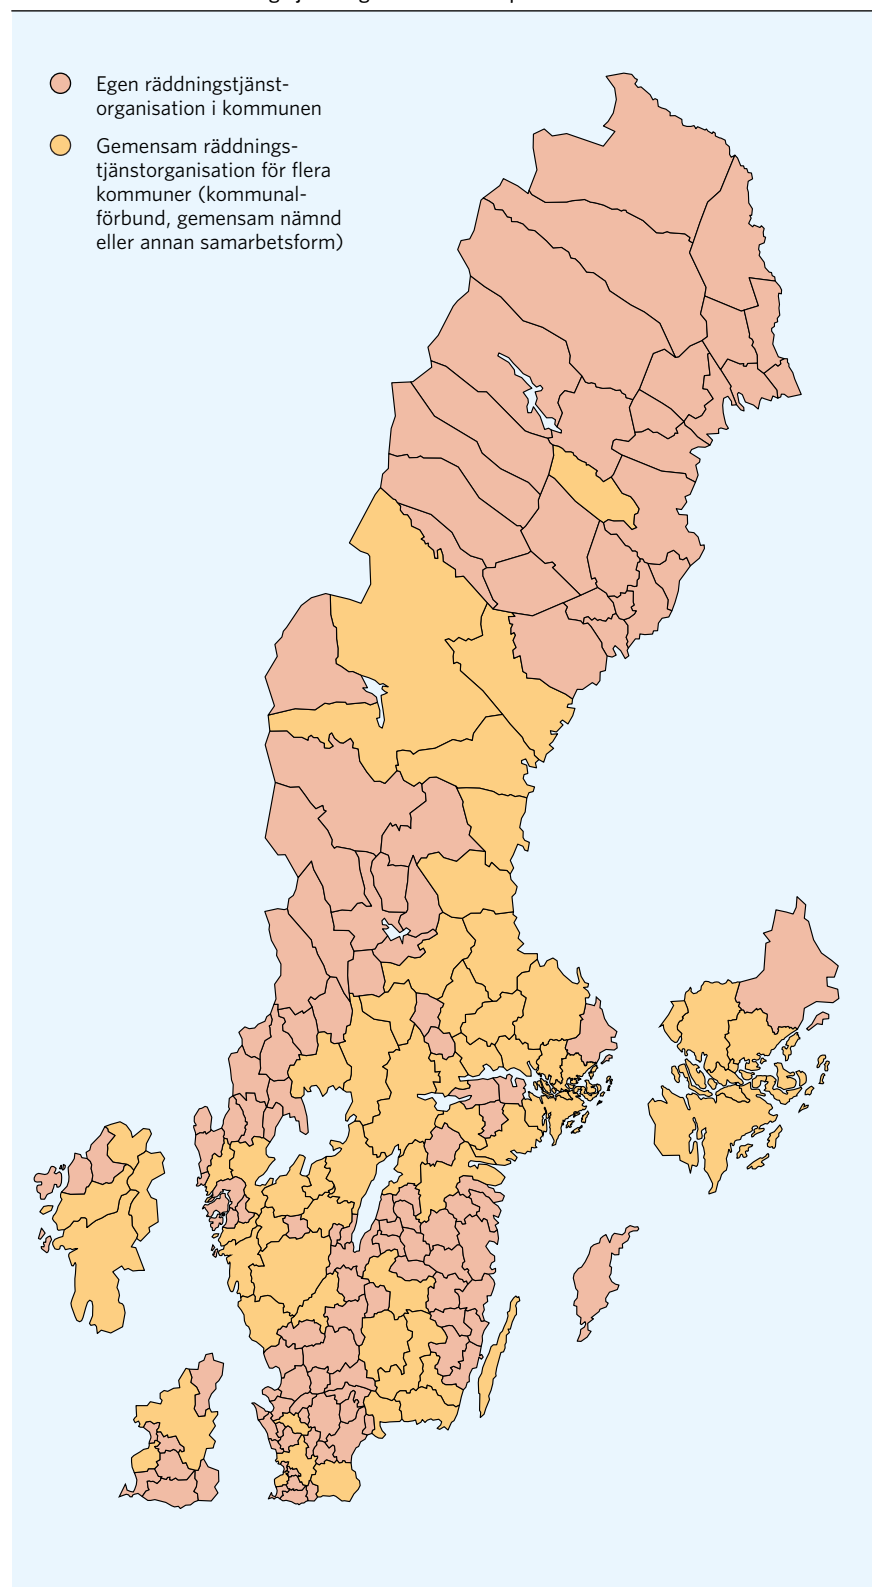 Egen räddningstjänst-
organisation i kommunen
Gemensam räddnings-
tjänstorganisation för flera
kommuner (kommunal-
förbund, gemensam nämnd
eller annan samarbetsform)